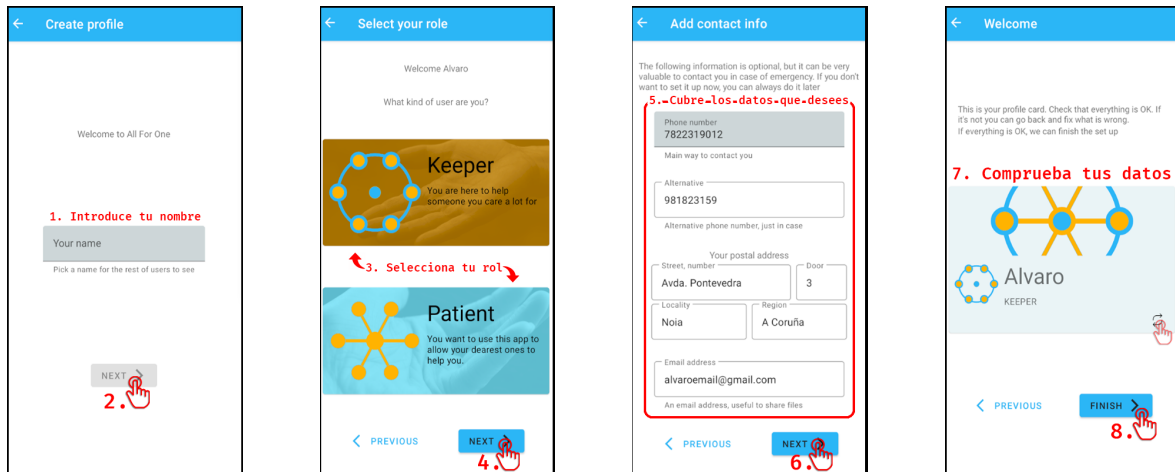 Create profile
Welcome to All For One
1. Introduce tu nombre
Your name
Pick a name for the rest of users to see
NEXT
2.
Select your role
Welcome Alvaro
What kind of user are you?
Keeper
You are here to help
someone you care a lot for
3. Selecciona tu rol
Patient
You want to use this app to
allow your dearest ones to
help you.
PREVIOUS
NEXT
4.
Add contact info
The following information is optional, but it can be very
valuable to contact you in case of emergency. If you don't
want to set it up now, you can always do it later
5. Cubre los datos que desees
Phone number
7822319012
Main way to contact you
Alternative
981823159
Alternative phone number, just in case
Your postal address
Street, number
Door
Avda. Pontevedra
3
Locality
Region
Noia
A Coruña
Email address
alvaroemail@gmail.com
An email address, useful to share files
PREVIOUS
NEXT
6.
Welcome
This is your profile card. Check that everything is OK. If
it's not you can go back and fix what is wrong.
If everything is OK, we can finish the set up
7. Comprueba tus datos
Alvaro
KEEPER
PREVIOUS
FINISH
8.